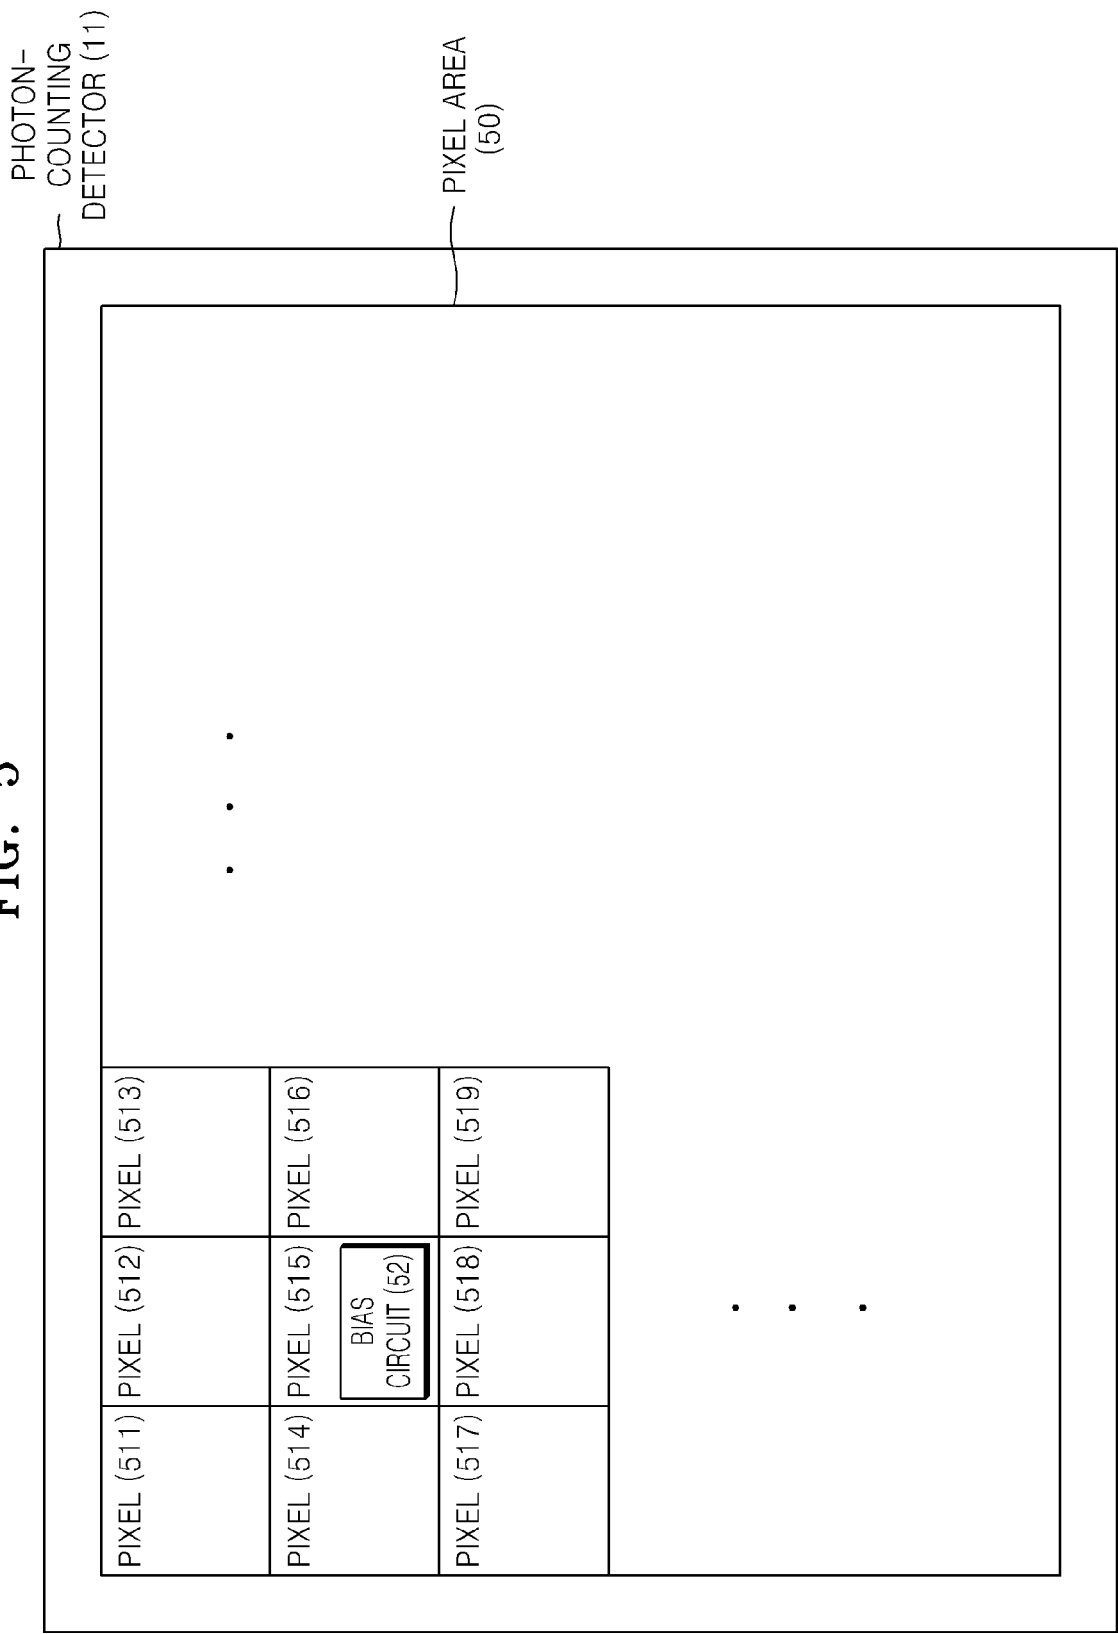 FIG.
PHOTON-
COUNTING
DETECTOR (11)
PIXEL (511)
PIXEL (512)
PIXEL (513)
PIXEL (514)
PIXEL (515)
PIXEL (516)
BIAS
CIRCUIT (52)
PIXEL (517)
PIXEL (518)
PIXEL (519)
PIXEL AREA
(50)